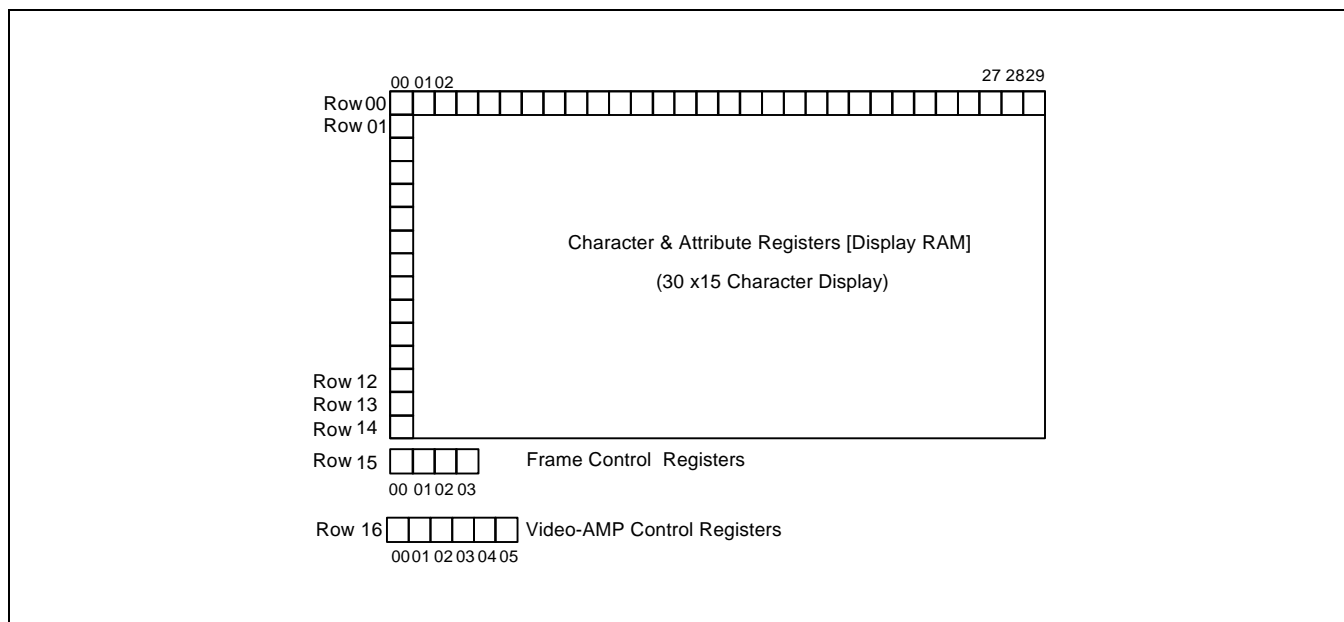 00 01 02 27 28 29
Row 00
Row 01
Character & Attribute Registers [Display RAM]
(30 x15 Character Display)
Row 12
Row 13
Row 14
Row 15 Frame Control Registers
00 01 02 03
Row 16 Video-AMP Control Registers
00 01 02 03 04 05